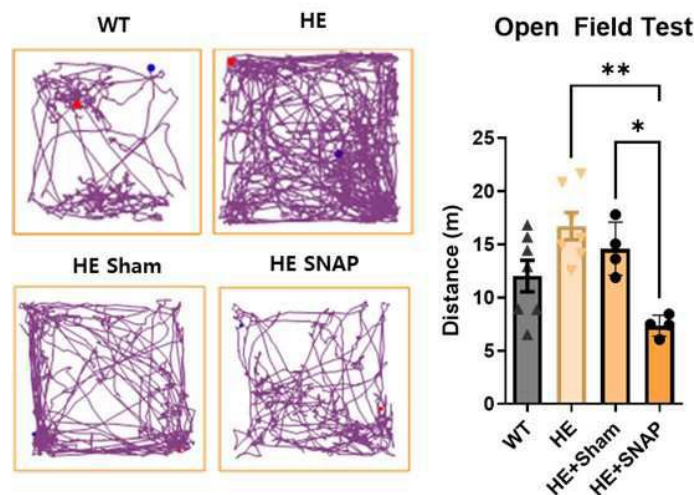 WT
HE
HE Sham
HE SNAP
Open Field Test
**
*
Distance (m)
25
20
15
10
5
0
WT
HE
HE+Sham
HE+SNAP